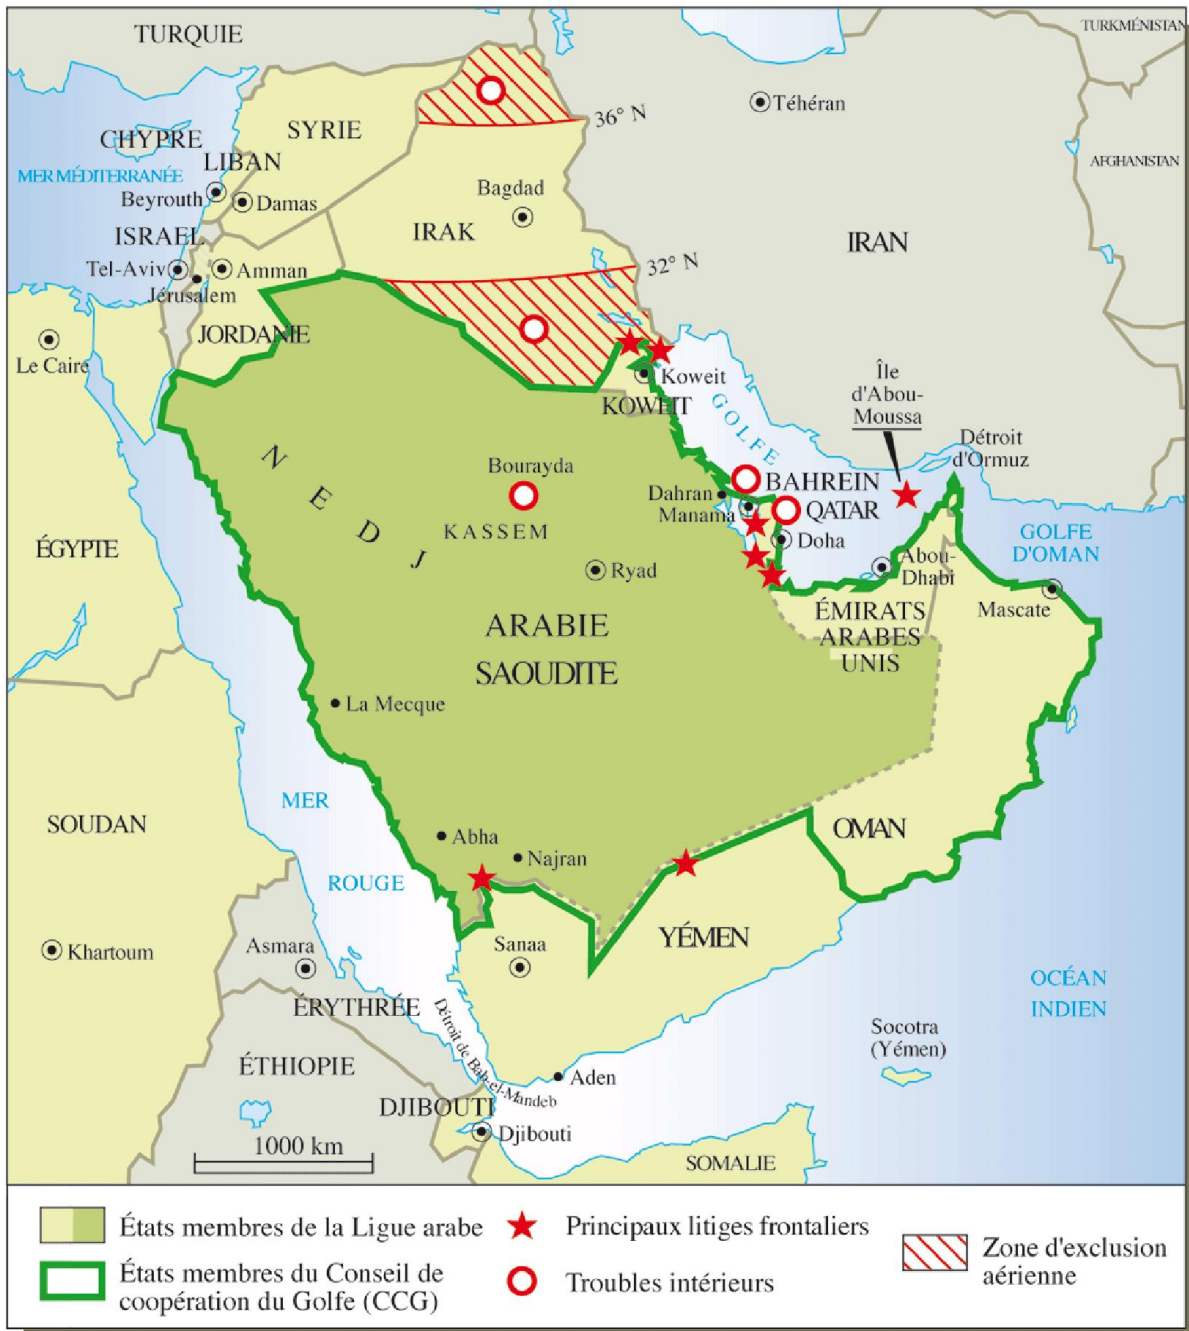 TURQUIE
TURKMÉNISTAN
Téhéran
36° N
SYRIE
CHYPRE
LIBAN
MER MÉDITERRANÉE
AFGHANISTAN
Bagdad
Beyrouth
Damas
IRAK
ISRAEL
IRAN
32° N
Tel-Aviv
Amman
Jérusalem
JORDANIE
Le Caire
Koweit
KOWEIT
GOLFE
Île
d'Abou-
Moussa
Détroit
d'Ormuz
NEDJ
Bourayda
KASSEM
BAHREIN
Dahran
Manama
QATAR
Doha
GOLFE
D'OMAN
ÉGYPTE
Ryad
Abou-
Dhabi
Mascate
ÉMIRATS
ARABES
UNIS
ARABIE
SAOUDITE
La Mecque
MER
ROUGE
SOUDAN
Abha
Najran
OMAN
YÉMEN
Khartoum
Asmara
Sanaa
ÉRYTHRÉE
OCÉAN
INDIEN
Détroit de Bab-el-Mandeb
Socotra
(Yémen)
ÉTHIOPIE
Aden
DJIBOUTI
Djibouti
1000 km
SOMALIE
États membres de la Ligue arabe
États membres du Conseil de
coopération du Golfe (CCG)
Principaux litiges frontaliers
Troubles intérieurs
Zone d'exclusion
aérienne